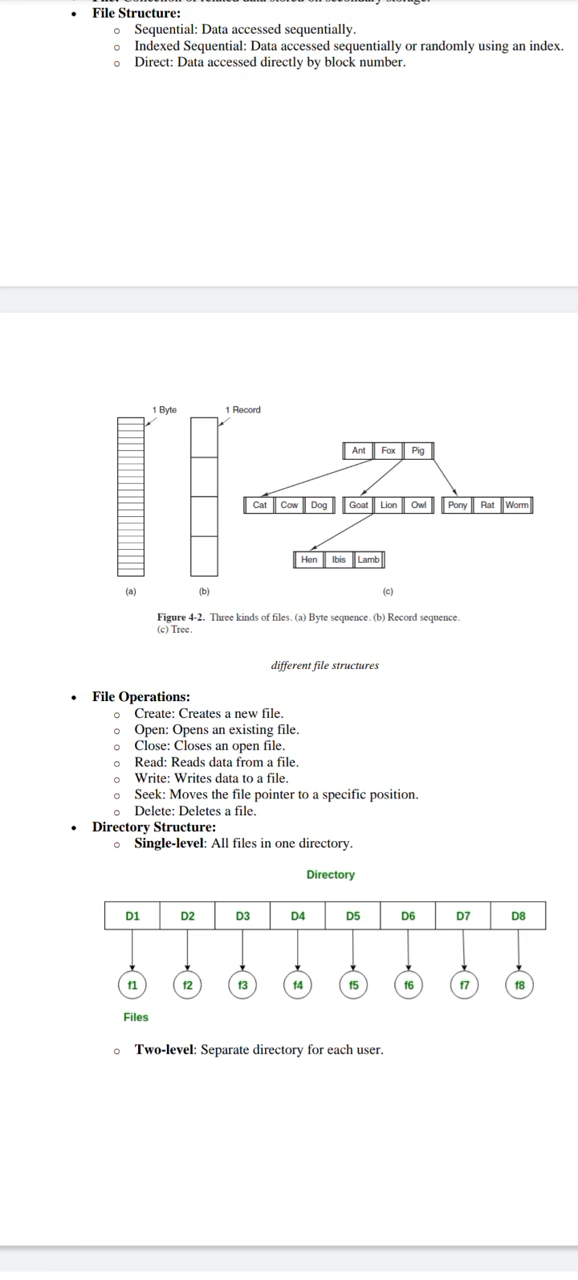 • File Structure:
o Sequential: Data accessed sequentially.
o Indexed Sequential: Data accessed sequentially or randomly using an index.
o Direct: Data accessed directly by block number.
1 Byte 1 Record
Ant Fox Pig
Cat Cow Dog Goat Lion Owl Pony Rat Worm
Hen Ibis Lamb
(a) (b) (c)
Figure 4-2. Three kinds of files. (a) Byte sequence. (b) Record sequence.
(c) Tree.
different file structures
• File Operations:
o Create: Creates a new file.
o Open: Opens an existing file.
o Close: Closes an open file.
o Read: Reads data from a file.
o Write: Writes data to a file.
o Seek: Moves the file pointer to a specific position.
o Delete: Deletes a file.
• Directory Structure:
o Single-level: All files in one directory.
Directory
D1 D2 D3 D4 D5 D6 D7 D8
f1 f2 f3 f4 f5 f6 f7 f8
Files
o Two-level: Separate directory for each user.